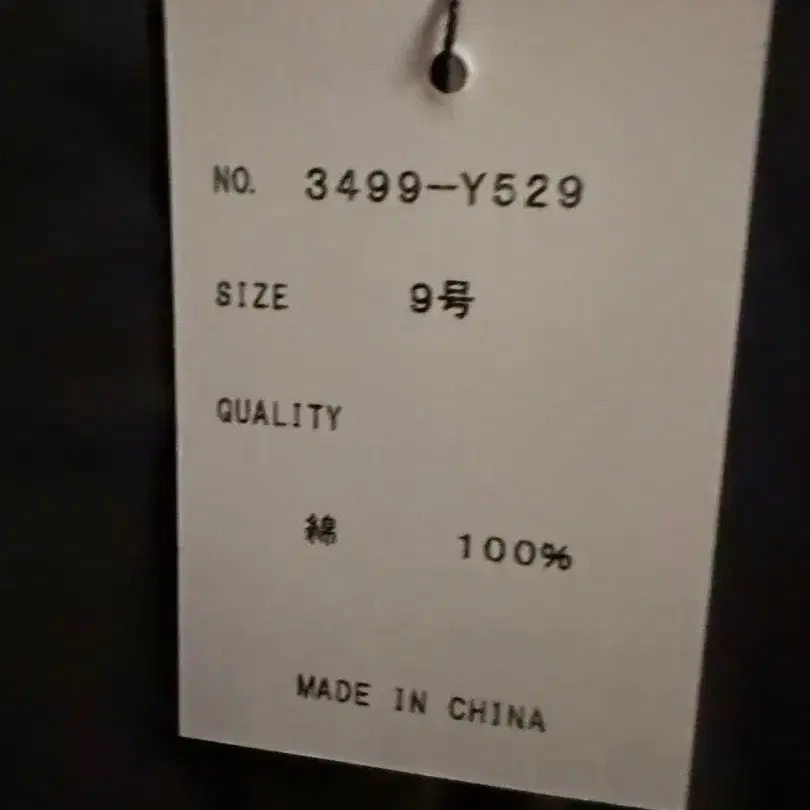 NO. 3499-Y529
SIZE 9号
QUALITY
綿 100%
MADE IN CHINA